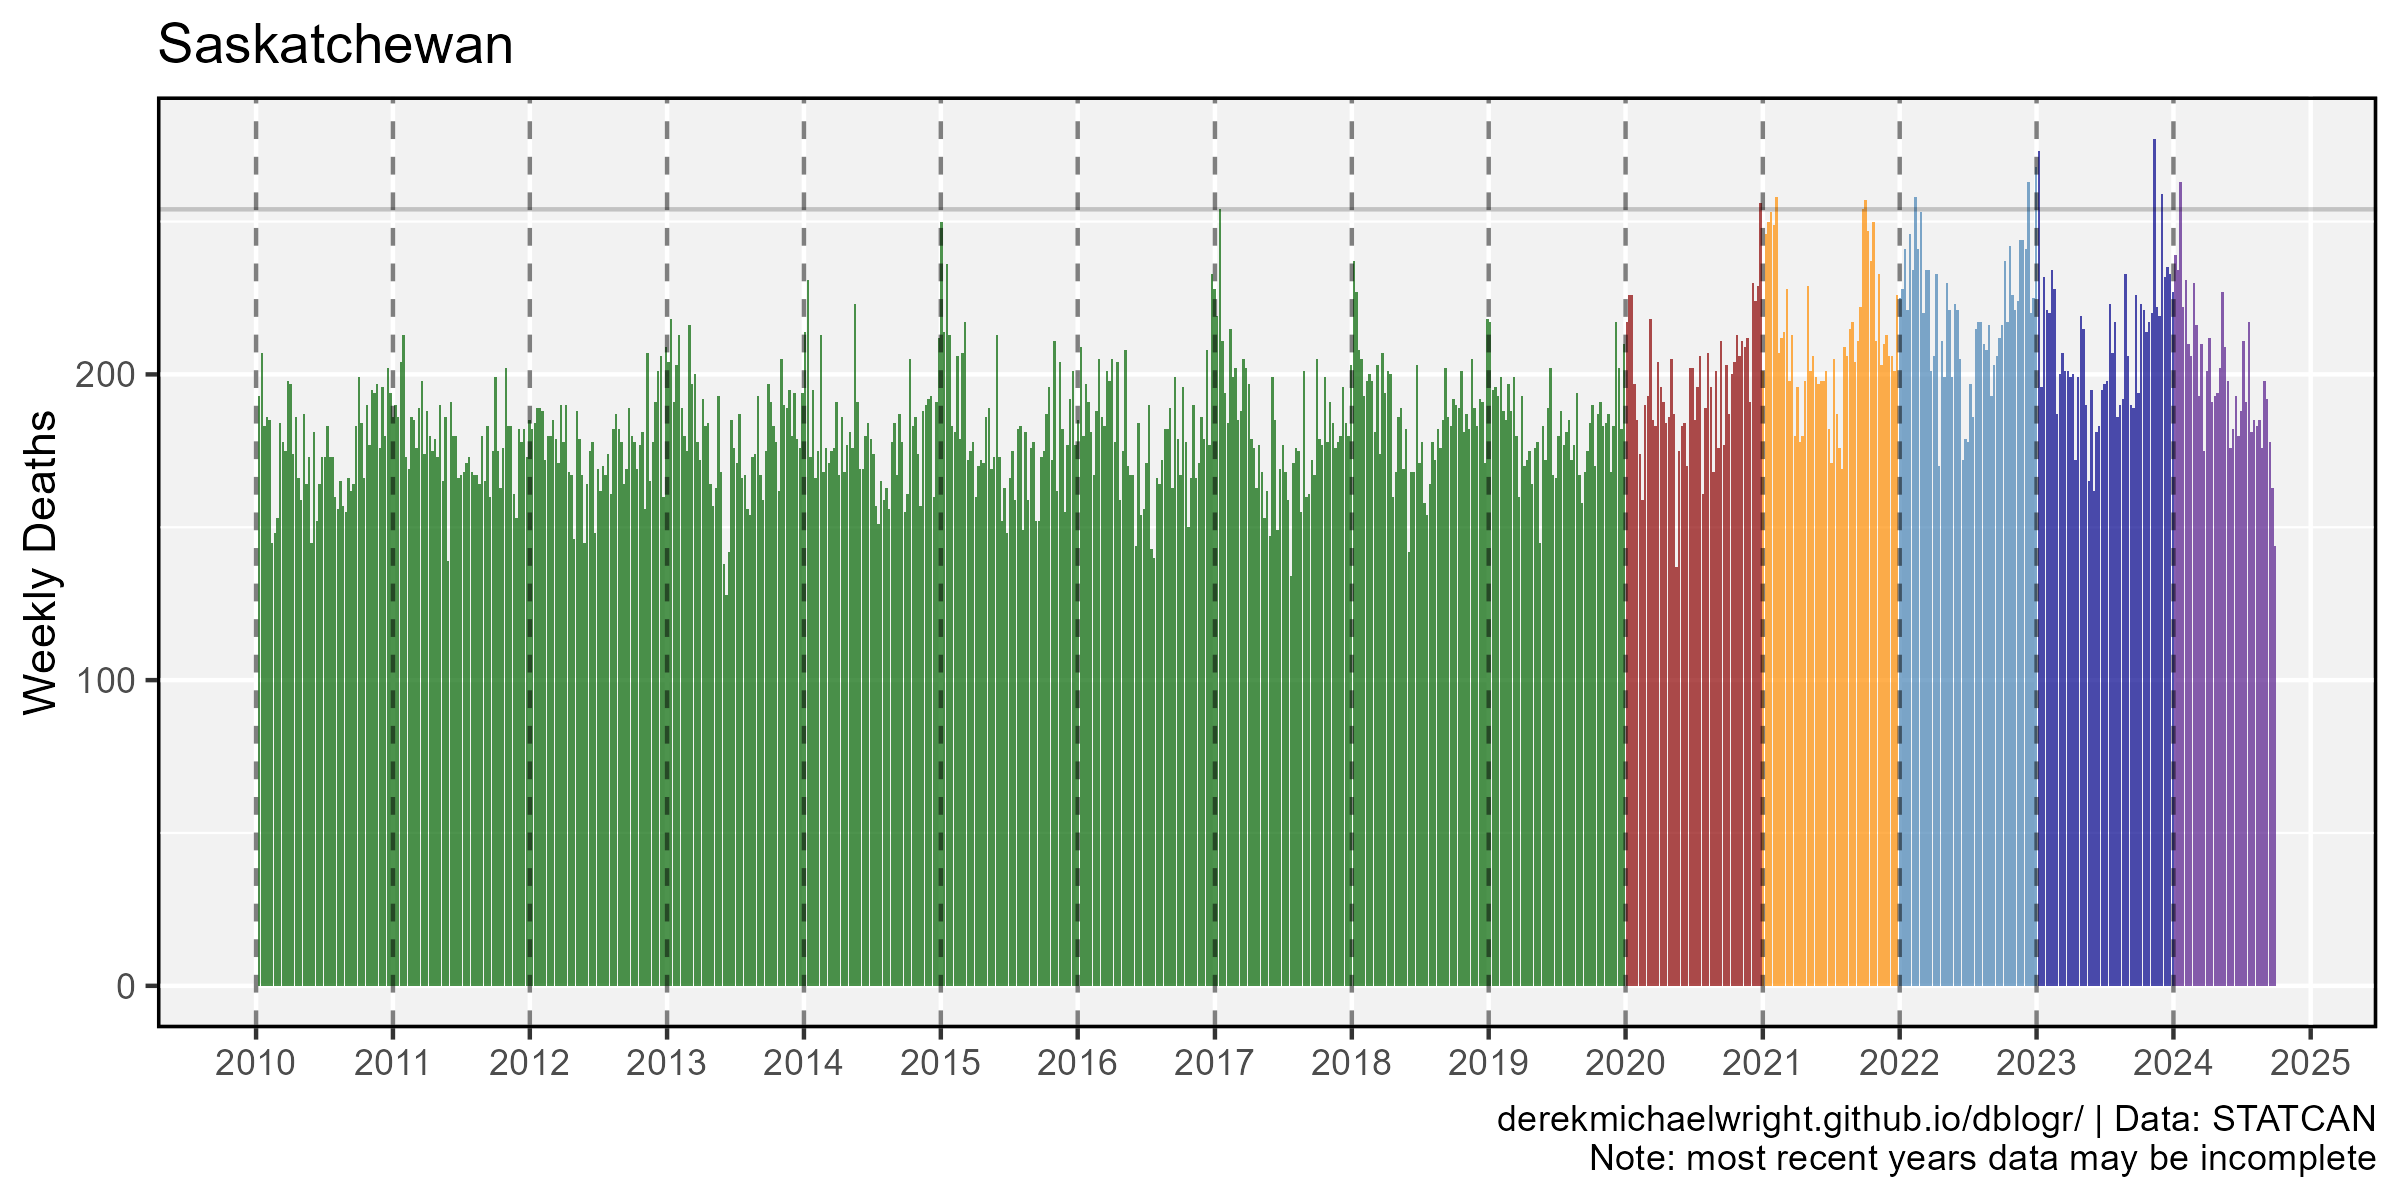 Saskatchewan
Weekly Deaths
200
100
0
2010 2011 2012 2013 2014 2015 2016 2017 2018 2019 2020 2021 2022 2023 2024 2025
derekmichaelwright.github.io/dblogr/ | Data: STATCAN
Note: most recent years data may be incomplete